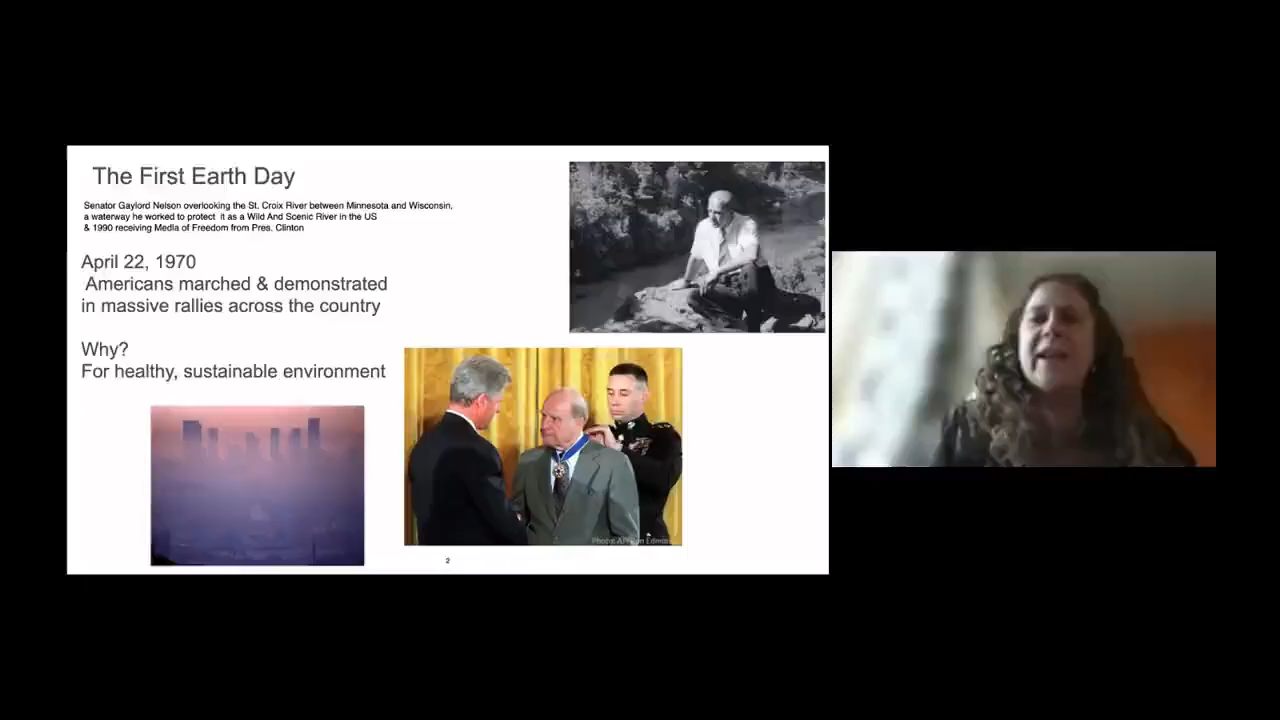 The First Earth Day
Senator Gaylord Nelson overlooking the St. Croix River between Minnesota and Wisconsin,
a waterway he worked to protect it as a Wild And Scenic River in the US
& 1990 receiving Medla of Freedom from Pres. Clinton
April 22, 1970
Americans marched & demonstrated
in massive rallies across the country
Why?
For healthy, sustainable environment
2